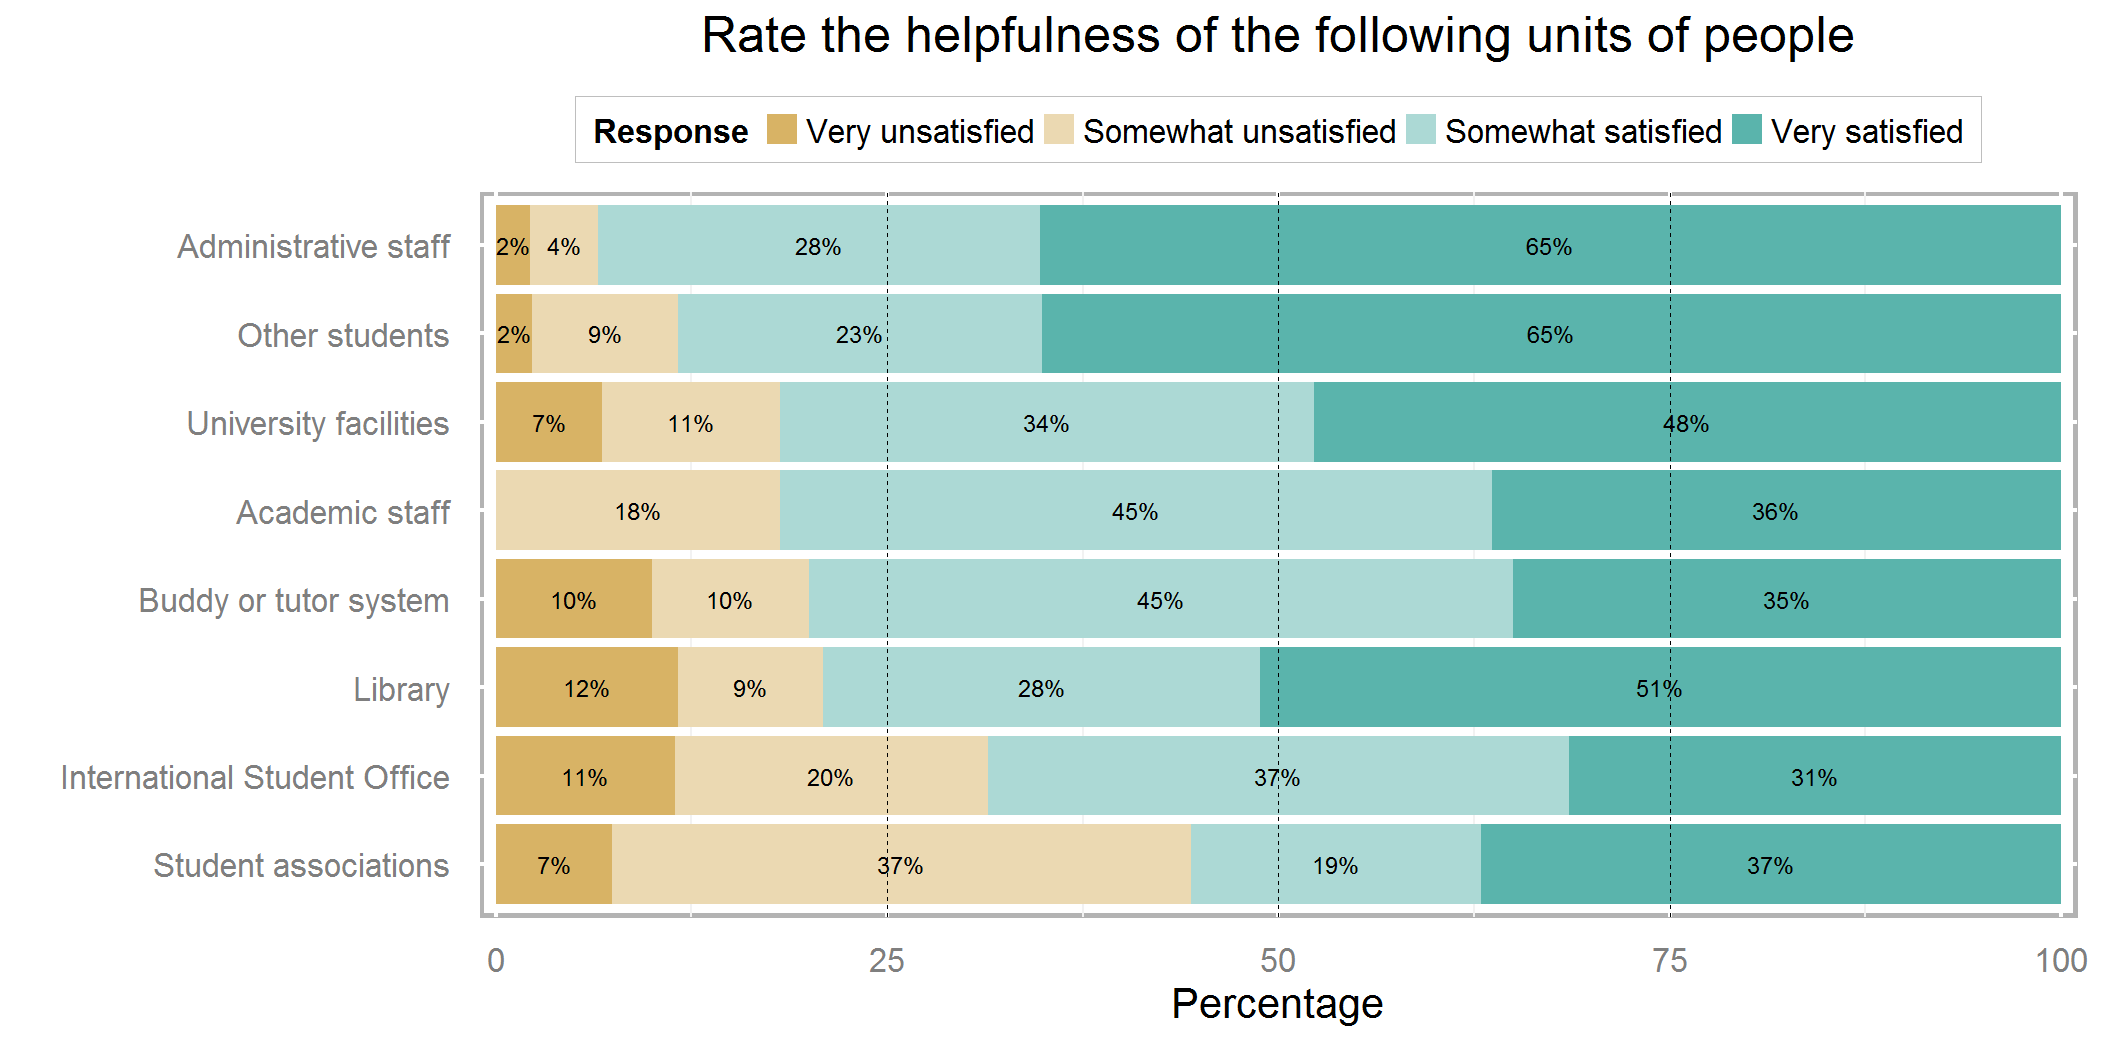 Rate the helpfulness of the following units of people
Response Very unsatisfied Somewhat unsatisfied Somewhat satisfied Very satisfied
Administrative staff 2% 4% 28% 65%
Other students 2% 9% 23% 65%
University facilities 7% 11% 34% 48%
Academic staff 18% 45% 36%
Buddy or tutor system 10% 10% 45% 35%
Library 12% 9% 28% 51%
International Student Office 11% 20% 37% 31%
Student associations 7% 37% 19% 37%
0 25 50 75 100
Percentage